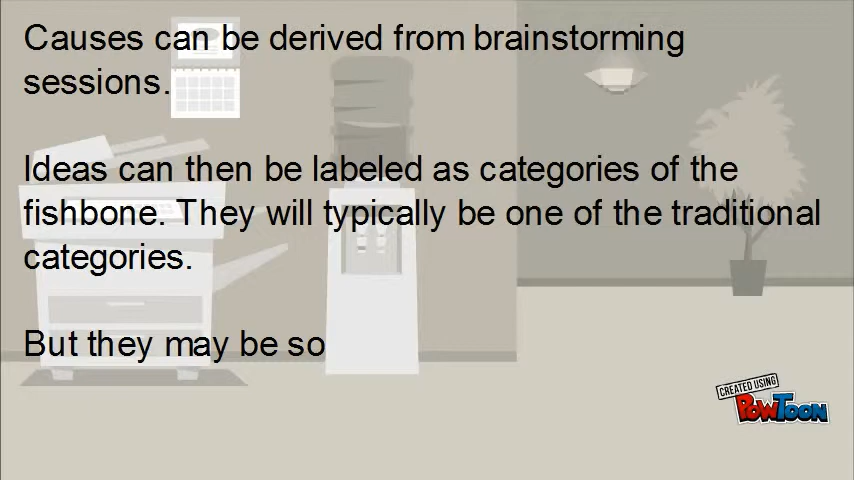 Causes can be derived from brainstorming
sessions.
Ideas can then be labeled as categories of the
fishbone. They will typically be one of the traditional
categories.
But they may be so
CREATED USING
POWTOON